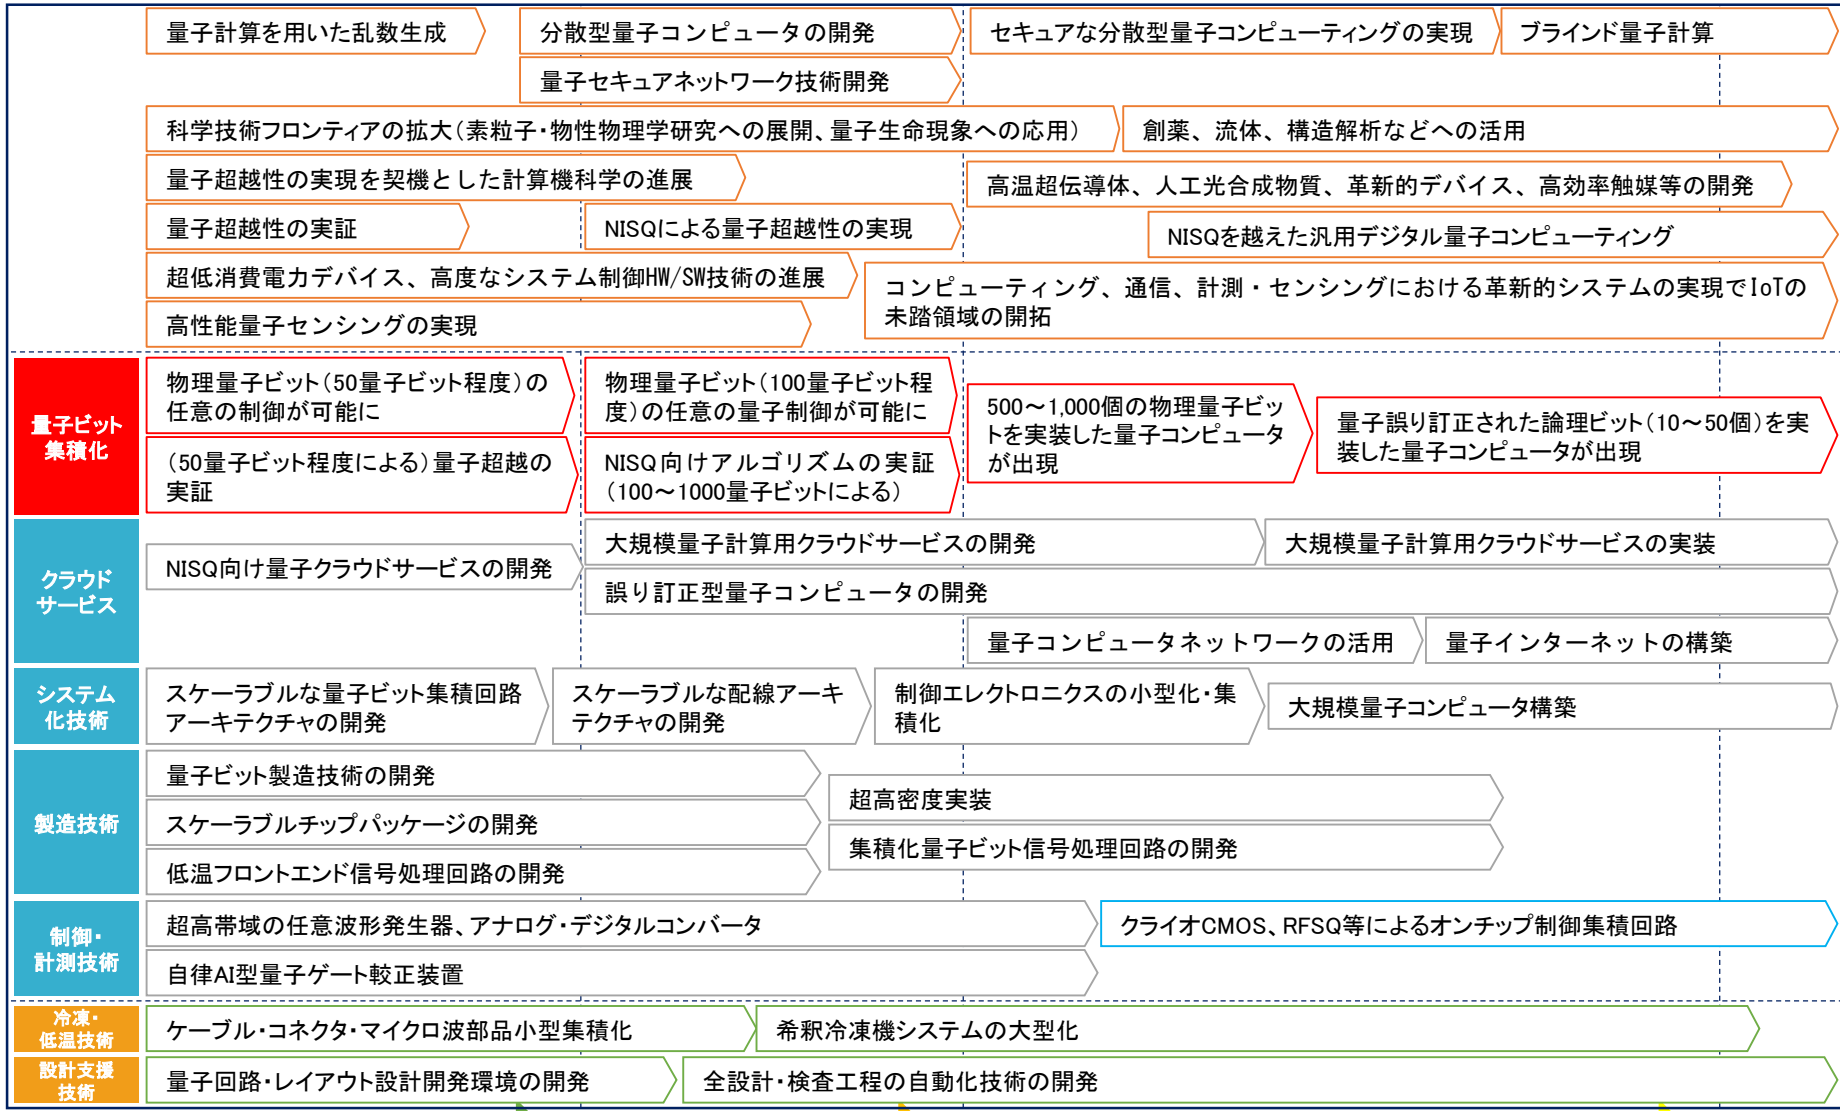 量子計算を用いた乱数生成
分散型量子コンピュータの開発
セキュアな分散型量子コンピューティングの実現
ブラインド量子計算
量子セキュアネットワーク技術開発
科学技術フロンティアの拡大(素粒子・物性物理学研究への展開、量子生命現象への応用)
創薬、流体、構造解析などへの活用
量子超越性の実現を契機とした計算機科学の進展
高温超伝導体、人工光合成物質、革新的デバイス、高効率触媒等の開発
量子超越性の実証
NISQによる量子超越性の実現
NISQを越えた汎用デジタル量子コンピューティング
超低消費電力デバイス、高度なシステム制御HW/SW技術の進展
コンピューティング、通信、計測・センシングにおける革新的システムの実現でIoTの
未踏領域の開拓
高性能量子センシングの実現
量子ビット
集積化
物理量子ビット(50量子ビット程度)の
任意の制御が可能に
物理量子ビット(100量子ビット程
度)の任意の量子制御が可能に
500~1,000個の物理量子ビッ
トを実装した量子コンピュータ
が出現
量子誤り訂正された論理ビット(10~50個)を実
装した量子コンピュータが出現
(50量子ビット程度による)量子超越の
実証
NISQ向けアルゴリズムの実証
(100~1000量子ビットによる)
クラウド
サービス
NISQ向け量子クラウドサービスの開発
大規模量子計算用クラウドサービスの開発
大規模量子計算用クラウドサービスの実装
誤り訂正型量子コンピュータの開発
量子コンピュータネットワークの活用
量子インターネットの構築
システム
化技術
スケーラブルな量子ビット集積回路
アーキテクチャの開発
スケーラブルな配線アーキ
テクチャの開発
制御エレクトロニクスの小型化・集
積化
大規模量子コンピュータ構築
製造技術
量子ビット製造技術の開発
超高密度実装
スケーラブルチップパッケージの開発
集積化量子ビット信号処理回路の開発
低温フロントエンド信号処理回路の開発
制御・
計測技術
超高帯域の任意波形発生器、アナログ・デジタルコンバータ
クライオCMOS、RFSQ等によるオンチップ制御集積回路
自律AI型量子ゲート較正装置
冷凍・
低温技術
ケーブル・コネクタ・マイクロ波部品小型集積化
希釈冷凍機システムの大型化
設計支援
技術
量子回路・レイアウト設計開発環境の開発
全設計・検査工程の自動化技術の開発